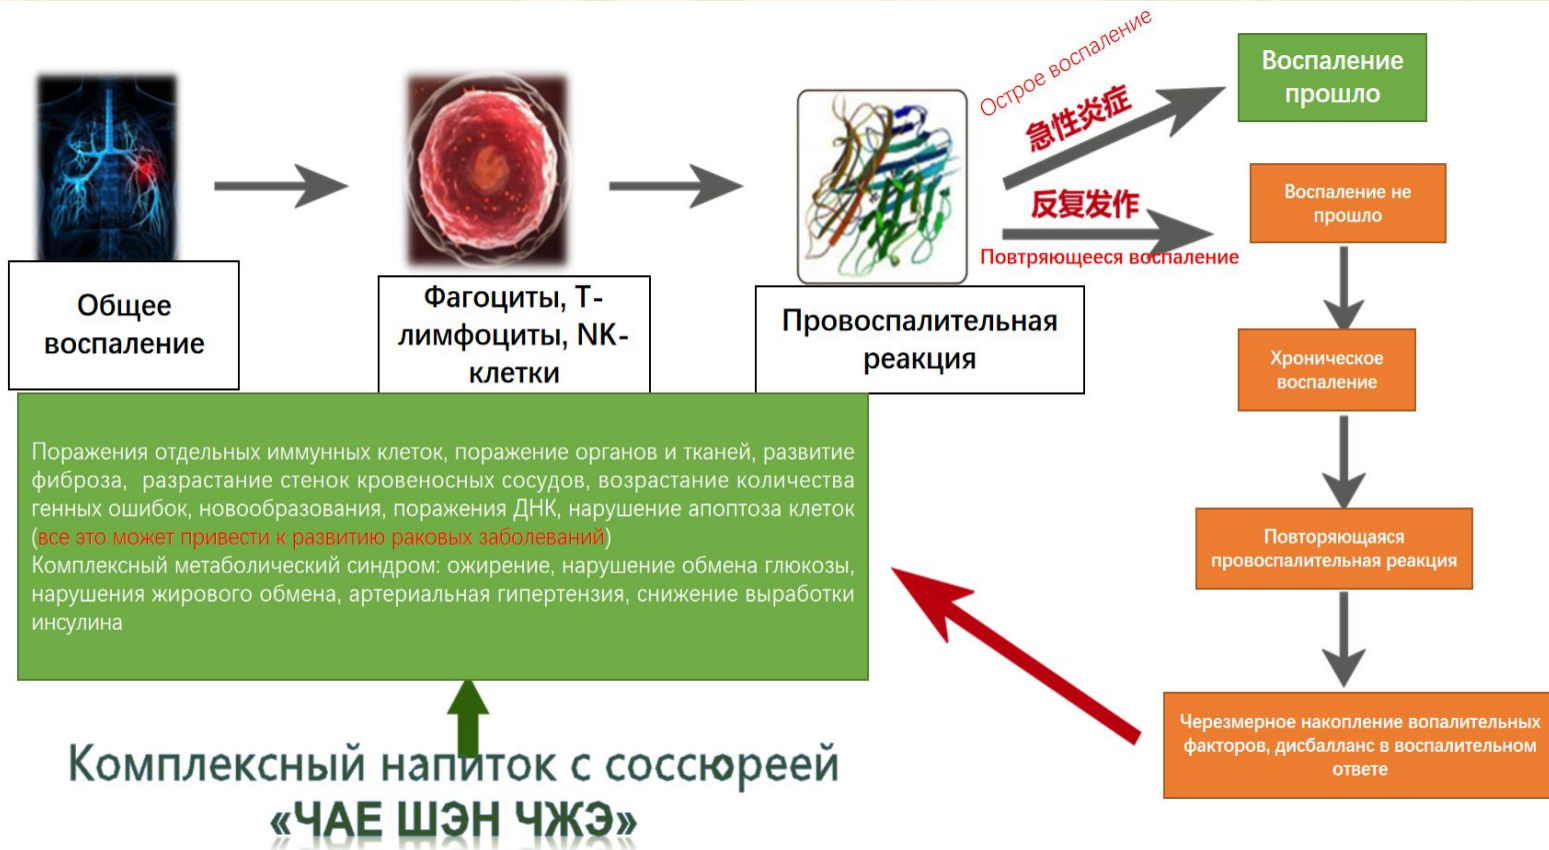 Общее
воспаление
Фагоциты, Т-
лимфоциты, NK-
клетки
Провоспалительная
реакция
Острое воспаление
急性炎症
反复发作
Повтряющееся воспаление
Воспаление
прошло
Воспаление не
прошло
Хроническое
воспаление
Повторяющаяся
провоспалительная реакция
Черезмерное накопление вопалительных
факторов, дисбалланс в воспалительном
ответе
Поражения отдельных иммунных клеток, поражение органов и тканей, развитие
фиброза, разрастание стенок кровеносных сосудов, возрастание количества
генных ошибок, новообразования, поражения ДНК, нарушение апоптоза клеток
(все это может привести к развитию раковых заболеваний)
Комплексный метаболический синдром: ожирение, нарушение обмена глюкозы,
нарушения жирового обмена, артериальная гипертензия, снижение выработки
инсулина
Комплексный напиток с соссюреей
«ЧАЕ ШЭН ЧЖЭ»